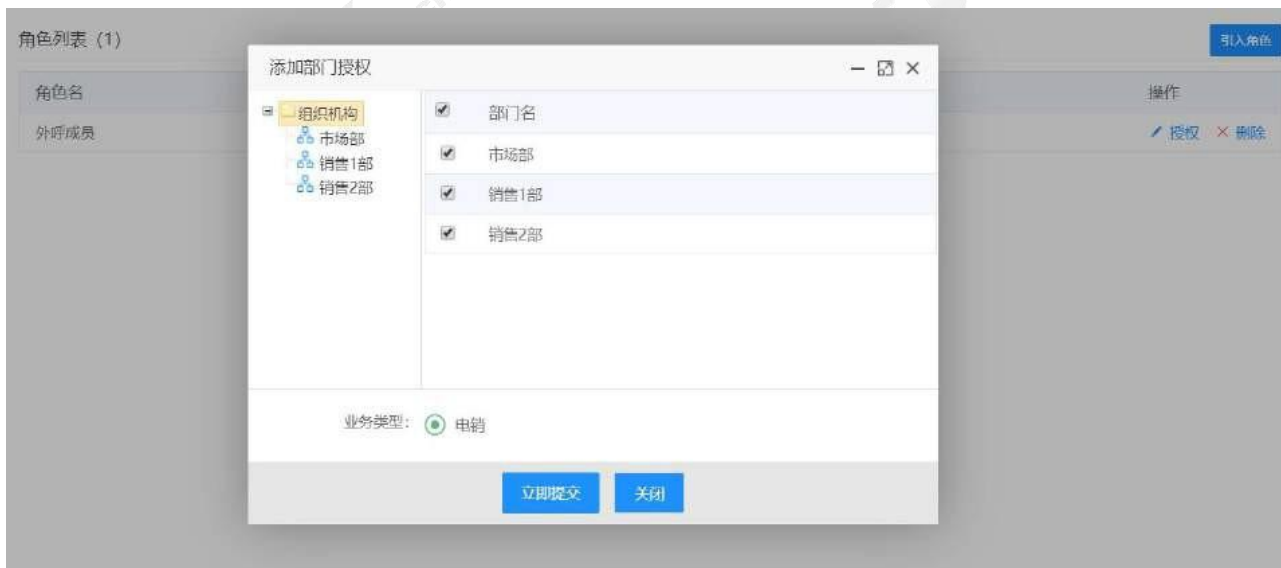 角色列表 (1)
引入角色
添加部门授权
角色名
操作
外呼成员
授权
删除
组织机构
市场部
销售1部
销售2部
部门名
市场部
销售1部
销售2部
业务类型:
电销
立即提交
关闭